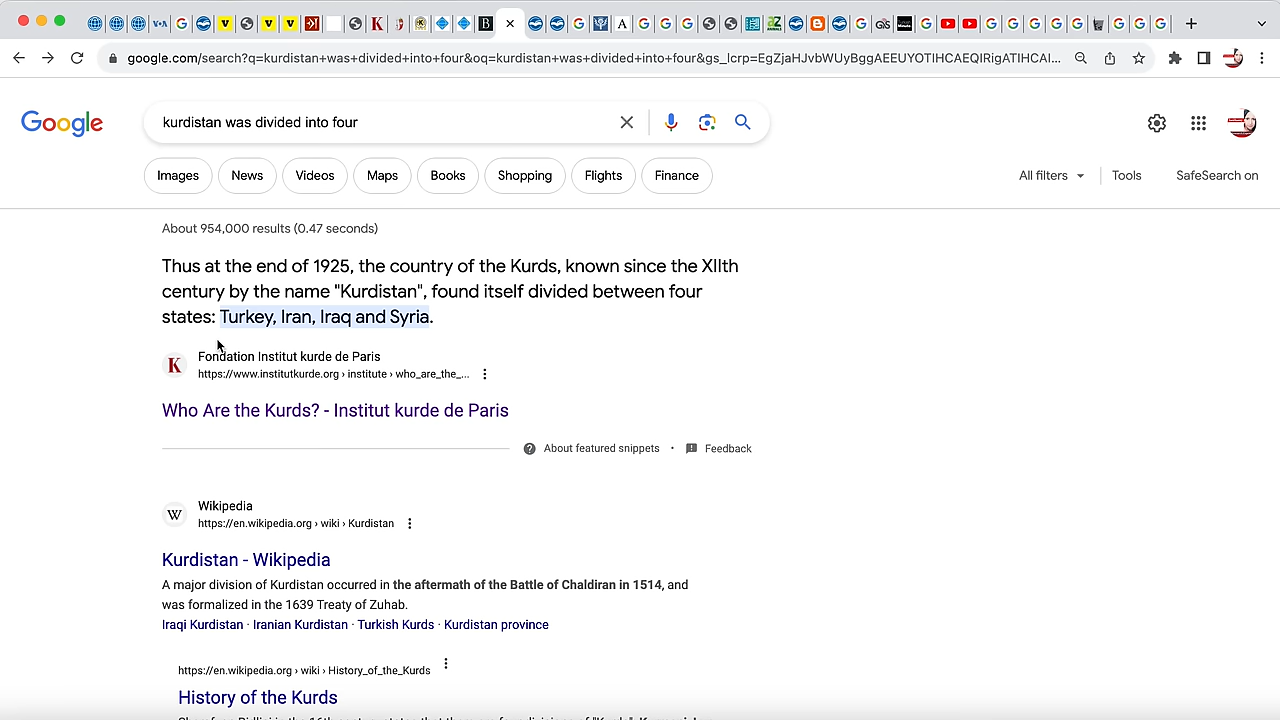 google.com/search?q=kurdistan+was+divided+into+four&oq=kurdistan+was+divided+into+four&gs_lcrp=EgZjaHJvbWUyBggAEEUYOTIHCAEQIRigATIHCAI...
Google
kurdistan was divided into four
Images News Videos Maps Books Shopping Flights Finance All filters Tools SafeSearch on
About 954,000 results (0.47 seconds)
Thus at the end of 1925, the country of the Kurds, known since the XIIth
century by the name "Kurdistan", found itself divided between four
states: Turkey, Iran, Iraq and Syria.
K
Fondation Institut kurde de Paris
https://www.institutkurde.org › institute › who_are_the_...
Who Are the Kurds? - Institut kurde de Paris
About featured snippets • Feedback
W
Wikipedia
https://en.wikipedia.org › wiki › Kurdistan
Kurdistan - Wikipedia
A major division of Kurdistan occurred in the aftermath of the Battle of Chaldiran in 1514, and
was formalized in the 1639 Treaty of Zuhab.
Iraqi Kurdistan · Iranian Kurdistan · Turkish Kurds · Kurdistan province
https://en.wikipedia.org › wiki › History_of_the_Kurds
History of the Kurds